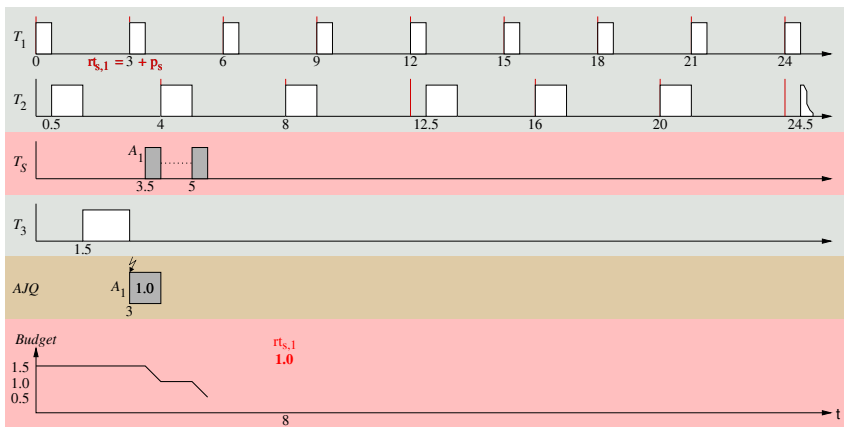 T1
0 3 6 9 12 15 18 21 24
rts,1 = 3 + ps
T2
0.5 4 8 12.5 16 20 24.5
TS
A1
3.5 5
T3
1.5
AJQ
A1 1.0
3
Budget
rts,1
1.0
1.5
1.0
0.5
8
t